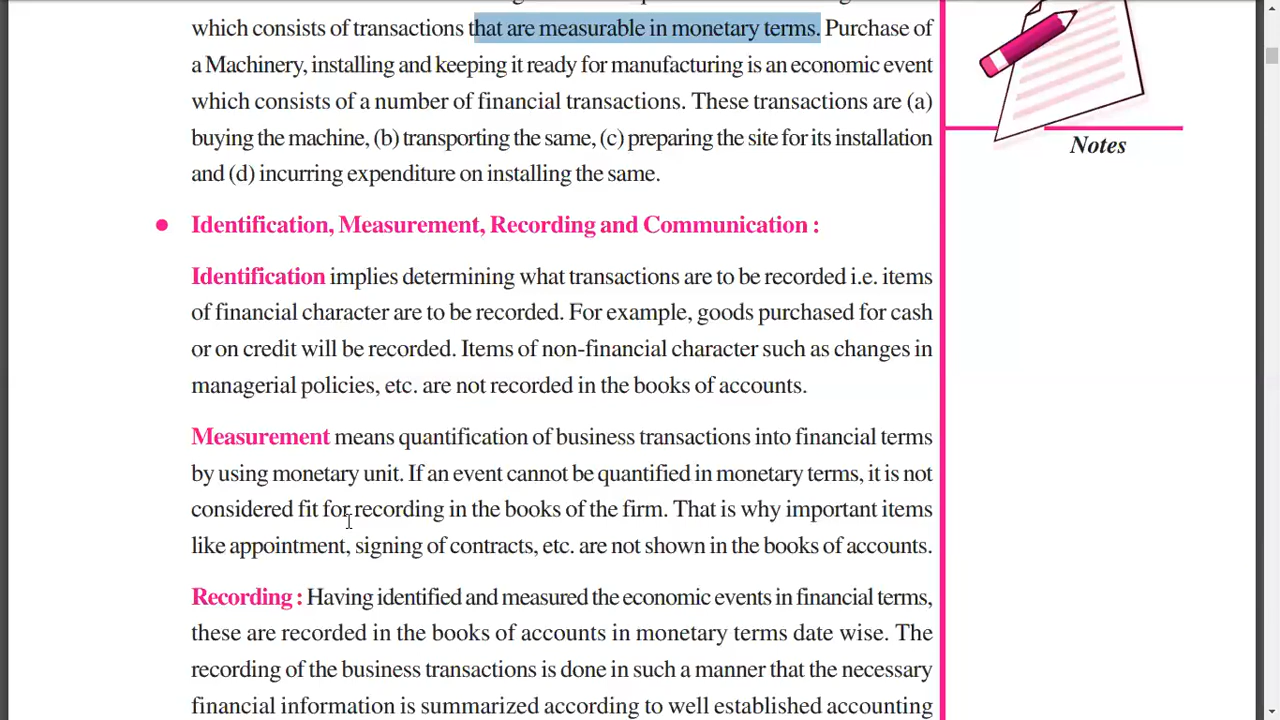 which consists of transactions that are measurable in monetary terms. Purchase of
a Machinery, installing and keeping it ready for manufacturing is an economic event
which consists of a number of financial transactions. These transactions are (a)
buying the machine, (b) transporting the same, (c) preparing the site for its installation
and (d) incurring expenditure on installing the same.
Notes
● Identification, Measurement, Recording and Communication :
Identification implies determining what transactions are to be recorded i.e. items
of financial character are to be recorded. For example, goods purchased for cash
or on credit will be recorded. Items of non-financial character such as changes in
managerial policies, etc. are not recorded in the books of accounts.
Measurement means quantification of business transactions into financial terms
by using monetary unit. If an event cannot be quantified in monetary terms, it is not
considered fit for recording in the books of the firm. That is why important items
like appointment, signing of contracts, etc. are not shown in the books of accounts.
Recording : Having identified and measured the economic events in financial terms,
these are recorded in the books of accounts in monetary terms date wise. The
recording of the business transactions is done in such a manner that the necessary
financial information is summarized according to well established accounting